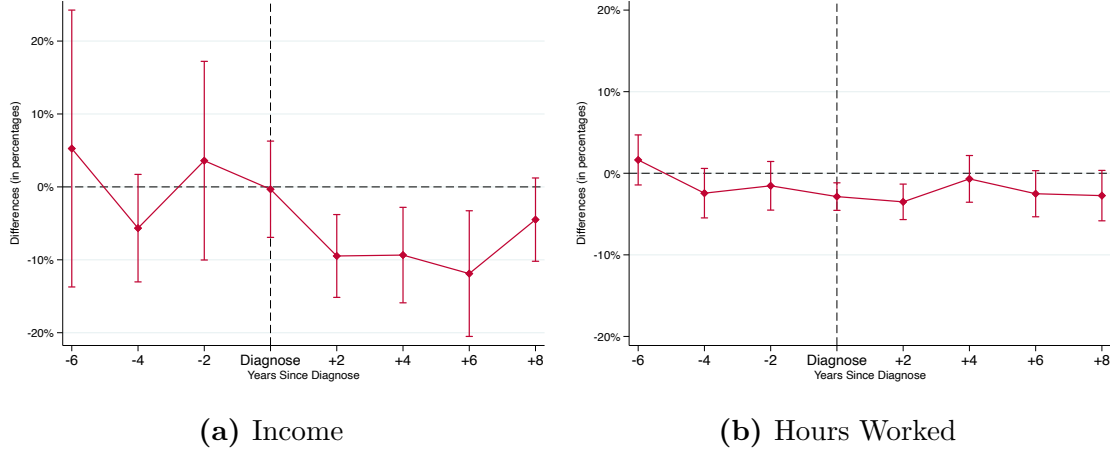 Differences (in percentages)
20%
10%
0%
-10%
-20%
-6 -4 -2 Diagnose +2 +4 +6 +8
Years Since Diagnose
(a) Income
Differences (in percentages)
20%
10%
0%
-10%
-20%
-6 -4 -2 Diagnose +2 +4 +6 +8
Years Since Diagnose
(b) Hours Worked